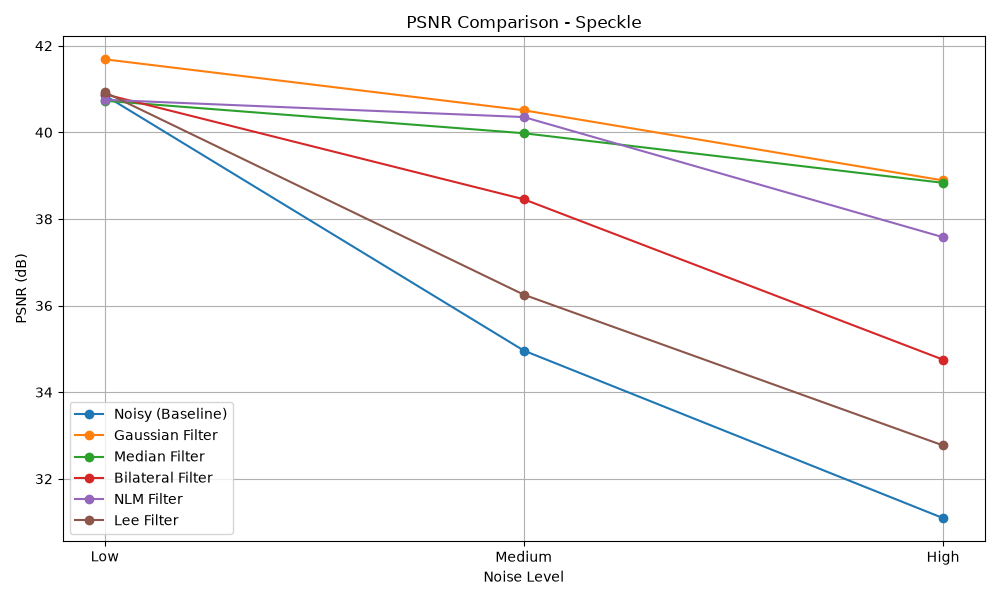 PSNR Comparison - Speckle
PSNR (dB)
42
40
38
36
34
32
Noisy (Baseline)
Gaussian Filter
Median Filter
Bilateral Filter
NLM Filter
Lee Filter
Low
Medium
High
Noise Level